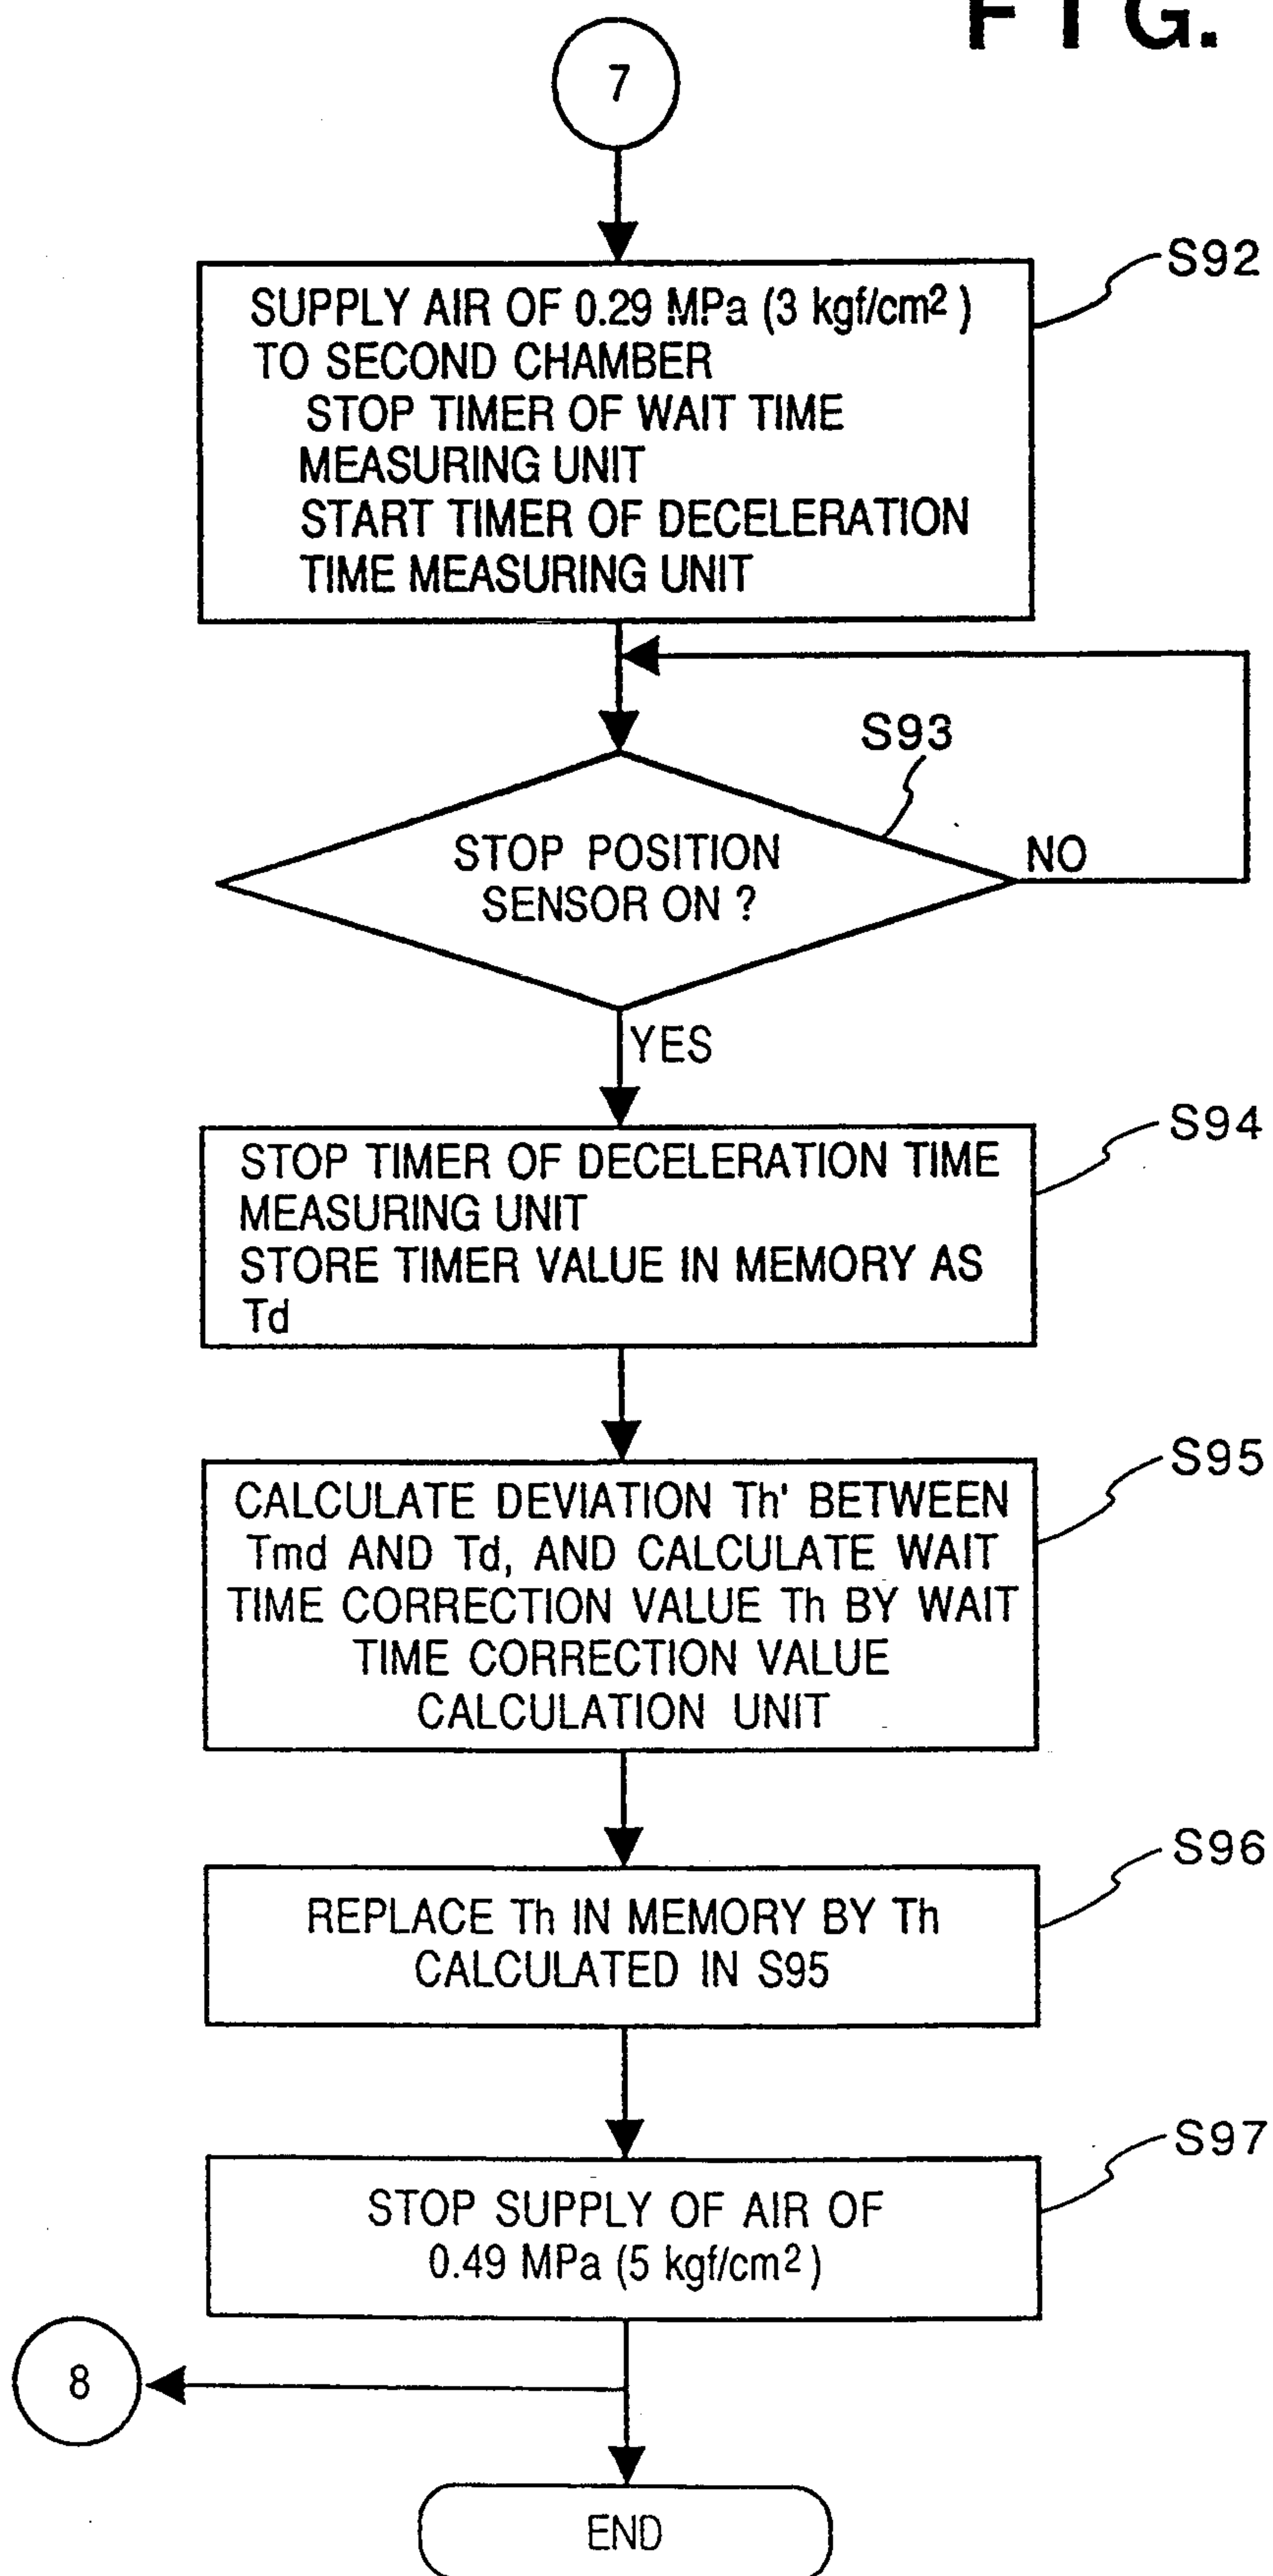 FIG.
7
S92
SUPPLY AIR OF 0.29 MPa (3 kgf/cm²)
TO SECOND CHAMBER
STOP TIMER OF WAIT TIME
MEASURING UNIT
START TIMER OF DECELERATION
TIME MEASURING UNIT
S93
STOP POSITION
SENSOR ON ?
NO
YES
S94
STOP TIMER OF DECELERATION TIME
MEASURING UNIT
STORE TIMER VALUE IN MEMORY AS
Td
S95
CALCULATE DEVIATION Th' BETWEEN
Tmd AND Td, AND CALCULATE WAIT
TIME CORRECTION VALUE Th BY WAIT
TIME CORRECTION VALUE
CALCULATION UNIT
S96
REPLACE Th IN MEMORY BY Th
CALCULATED IN S95
S97
STOP SUPPLY OF AIR OF
0.49 MPa (5 kgf/cm²)
8
END